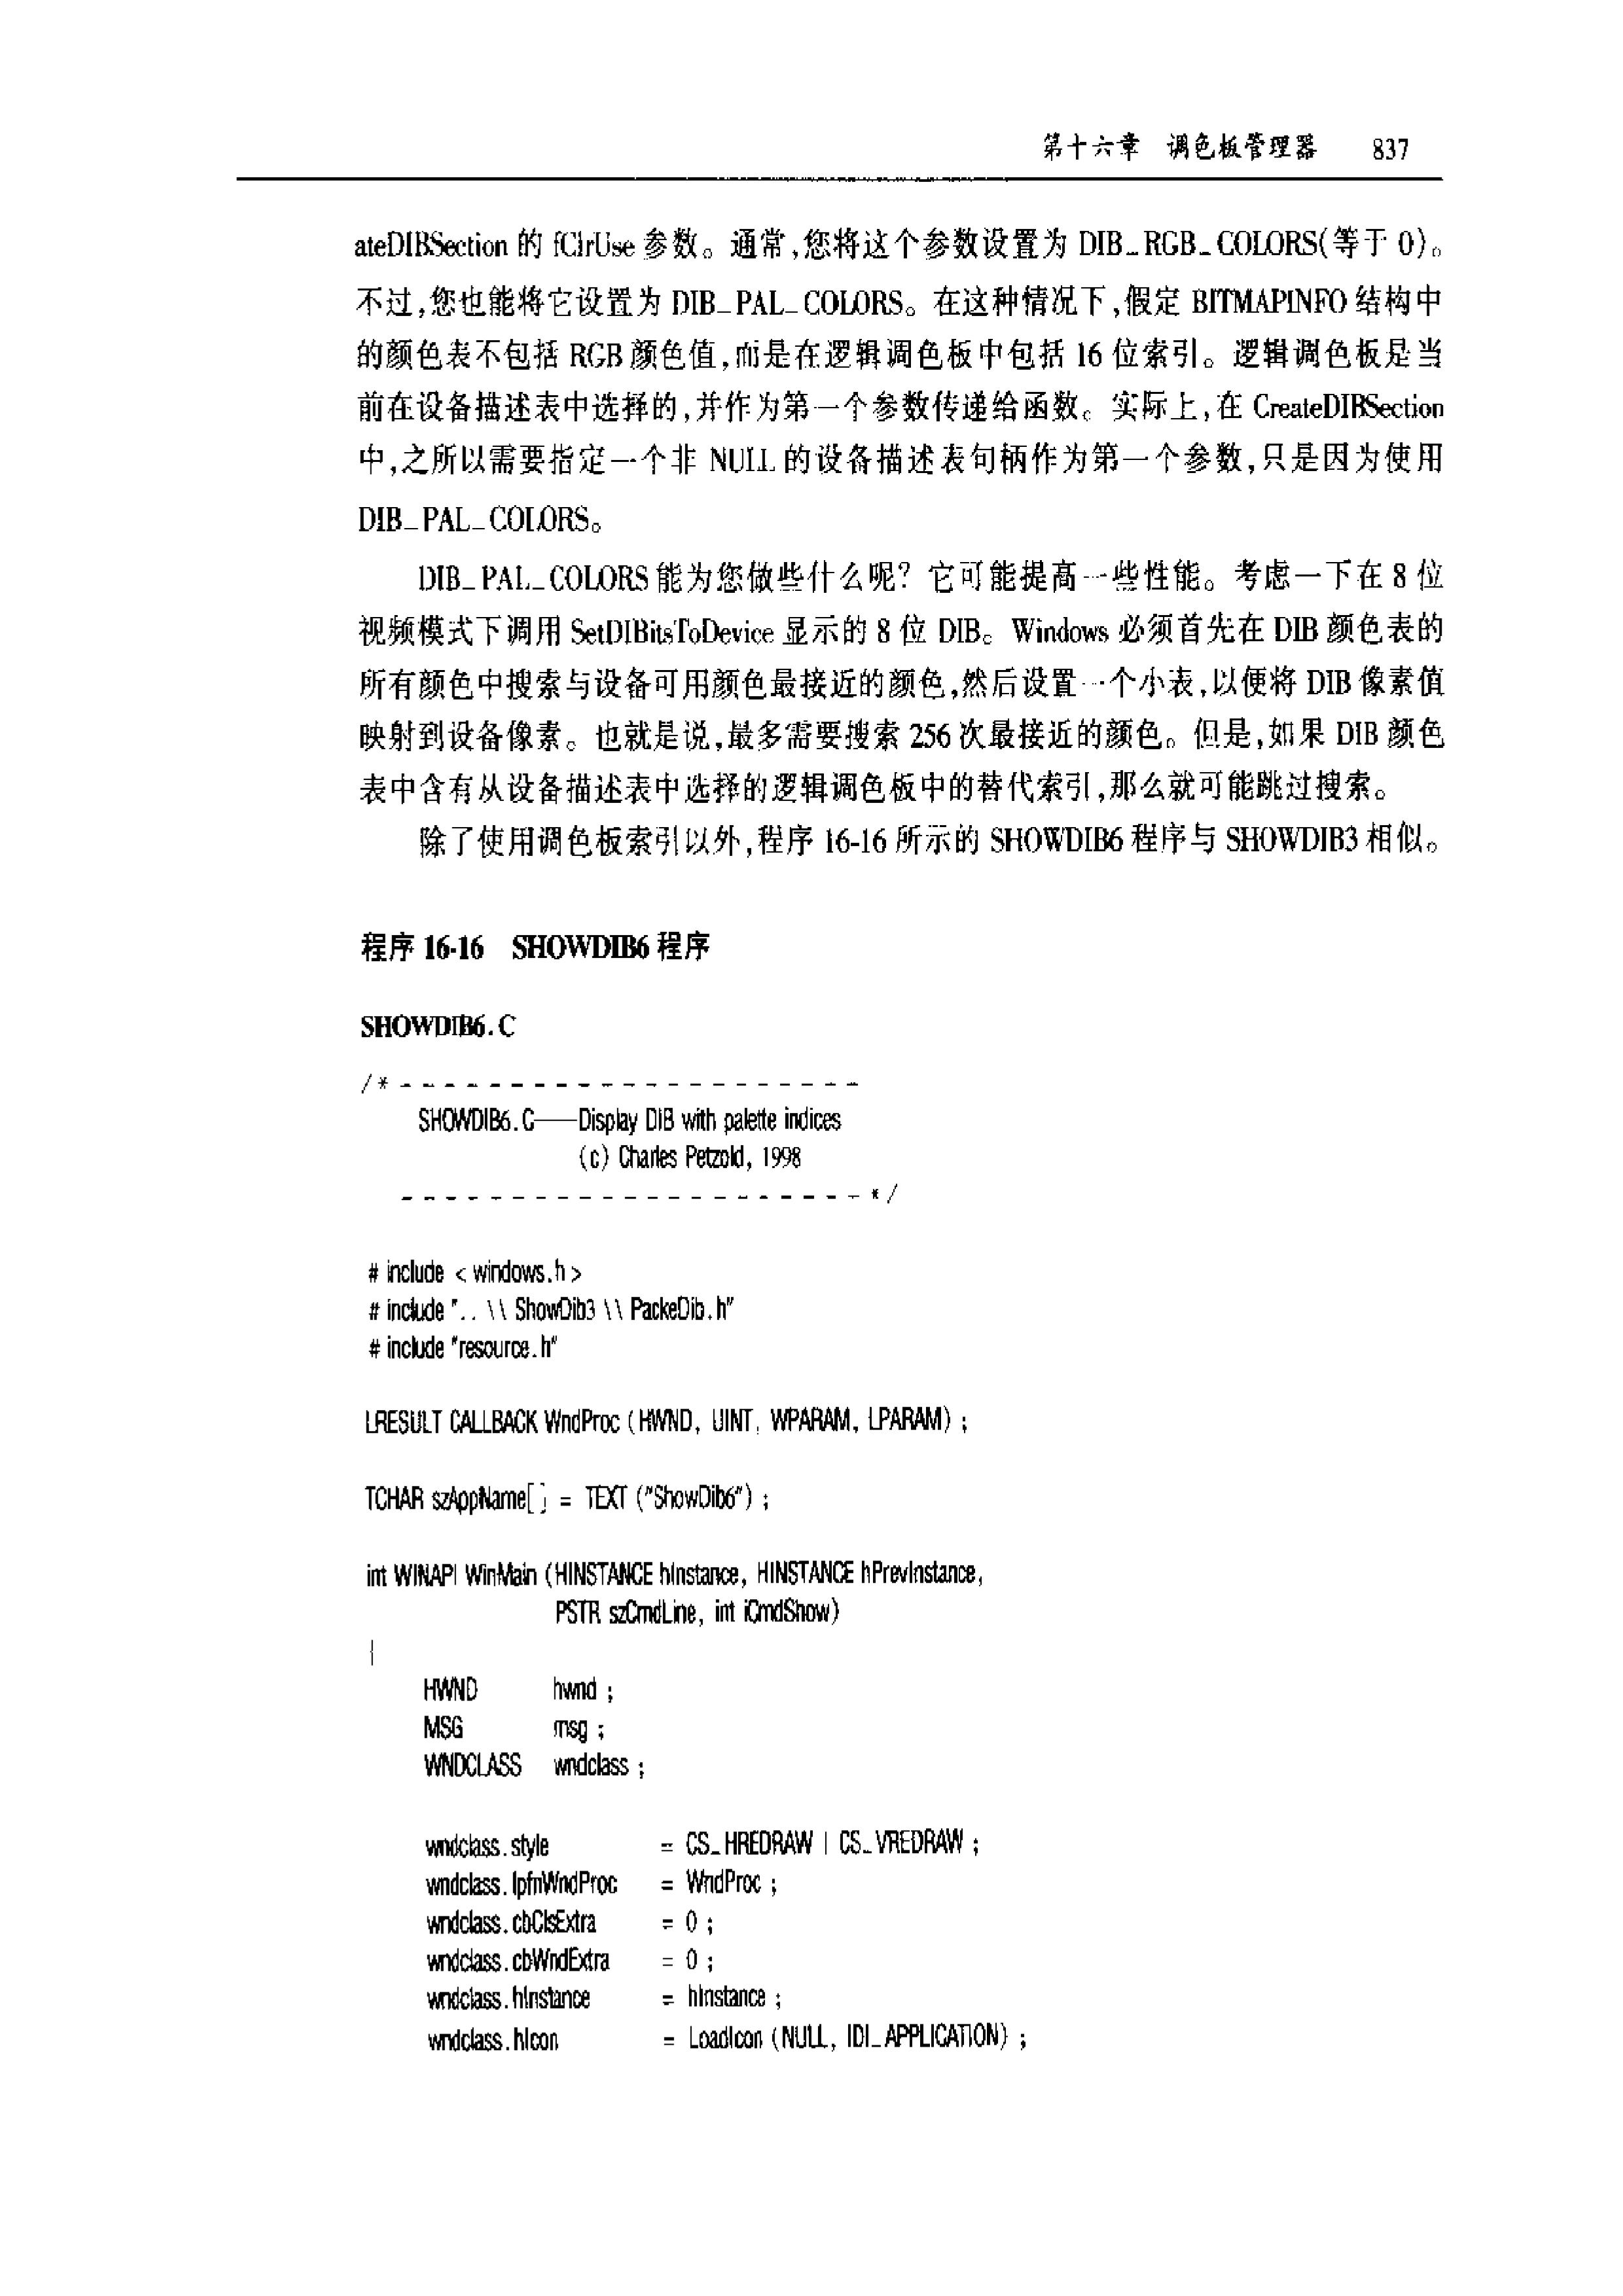 第十六章 调色板管理器 837
ateDIBSection 的 fClrUse 参数。通常,您将这个参数设置为 DIB_RGB_COLORS(等于 0)。
不过,您也能将它设置为 DIB_PAL_COLORS。在这种情况下,假定 BITMAPINFO 结构中
的颜色表不包括 RGB 颜色值,而是在逻辑调色板中包括 16 位索引。逻辑调色板是当
前在设备描述表中选择的,并作为第一个参数传递给函数。实际上,在 CreateDIBSection
中,之所以需要指定一个非 NULL 的设备描述表句柄作为第一个参数,只是因为使用
DIB_PAL_COLORS。
DIB_PAL_COLORS 能为您做些什么呢?它可能提高一些性能。考虑一下在 8 位
视频模式下调用 SetDIBitsToDevice 显示的 8 位 DIB。Windows 必须首先在 DIB 颜色表的
所有颜色中搜索与设备可用颜色最接近的颜色,然后设置一个小表,以便将 DIB 像素值
映射到设备像素。也就是说,最多需要搜索 256 次最接近的颜色。但是,如果 DIB 颜色
表中含有从设备描述表中选择的逻辑调色板中的替代索引,那么就可能跳过搜索。
除了使用调色板索引以外,程序 16-16 所示的 SHOWDIB6 程序与 SHOWDIB3 相似。
程序 16-16 SHOWDIB6 程序
SHOWDIB6.C
/* - - - - - - - - - - - - - - - - - - - - -
SHOWDIB6.C——Display DIB with palette indices
(c) Charles Petzold, 1998
- - - - - - - - - - - - - - - - - - - - - */
# include < windows.h >
# include ".. \\ ShowDib3 \\ PackeDib.h"
# include "resource.h"
LRESULT CALLBACK WndProc (HWND, UINT, WPARAM, LPARAM) ;
TCHAR szAppName[] = TEXT ("ShowDib6") ;
int WINAPI WinMain (HINSTANCE hInstance, HINSTANCE hPrevInstance,
PSTR szCmdLine, int iCmdShow)
{
HWND hwnd ;
MSG msg ;
WNDCLASS wndclass ;
wndclass.style = CS_HREDRAW | CS_VREDRAW ;
wndclass.lpfnWndProc = WndProc ;
wndclass.cbClsExtra = 0 ;
wndclass.cbWndExtra = 0 ;
wndclass.hInstance = hInstance ;
wndclass.hIcon = LoadIcon (NULL, IDI_APPLICATION) ;